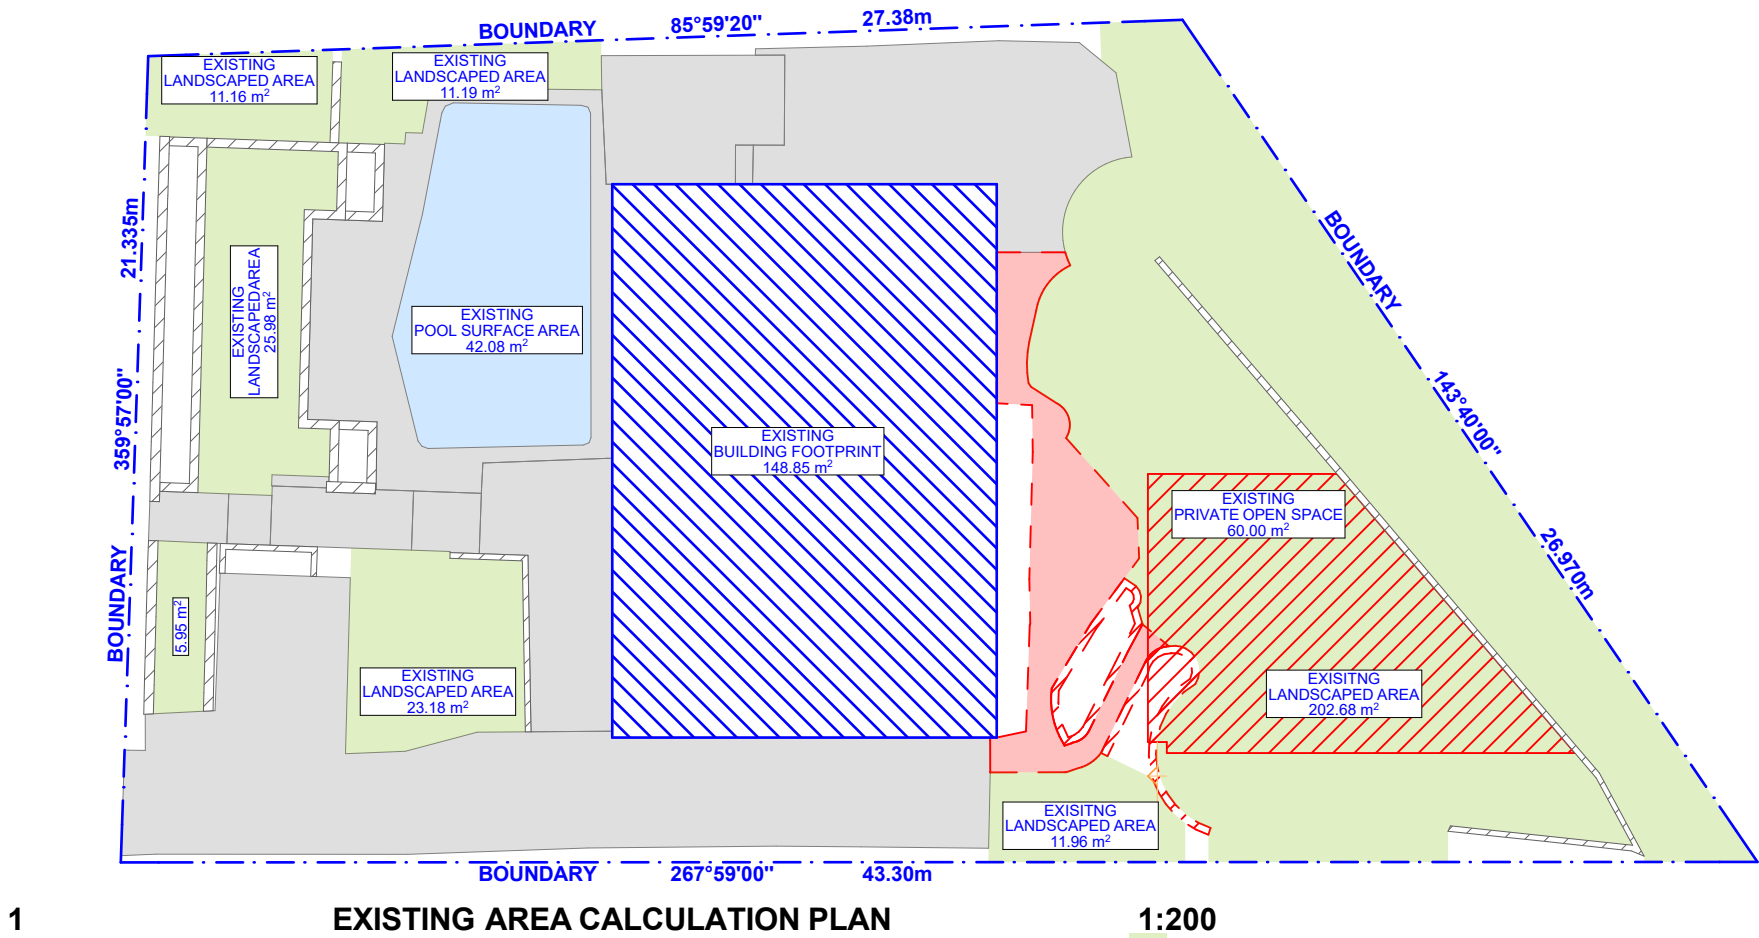 BOUNDARY 85°59'20" 27.38m
EXISTING
LANDSCAPED AREA
11.16 m²
EXISTING
LANDSCAPED AREA
11.19 m²
21.335m
359°57'00"
BOUNDARY
EXISTING
LANDSCAPED AREA
25.98 m²
EXISTING
POOL SURFACE AREA
42.08 m²
EXISTING
BUILDING FOOTPRINT
148.85 m²
BOUNDARY
143°40'00"
26.970m
EXISTING
PRIVATE OPEN SPACE
60.00 m²
5.95 m²
EXISTING
LANDSCAPED AREA
23.18 m²
EXISITNG
LANDSCAPED AREA
202.68 m²
EXISITNG
LANDSCAPED AREA
11.96 m²
BOUNDARY 267°59'00" 43.30m
1 EXISTING AREA CALCULATION PLAN 1:200